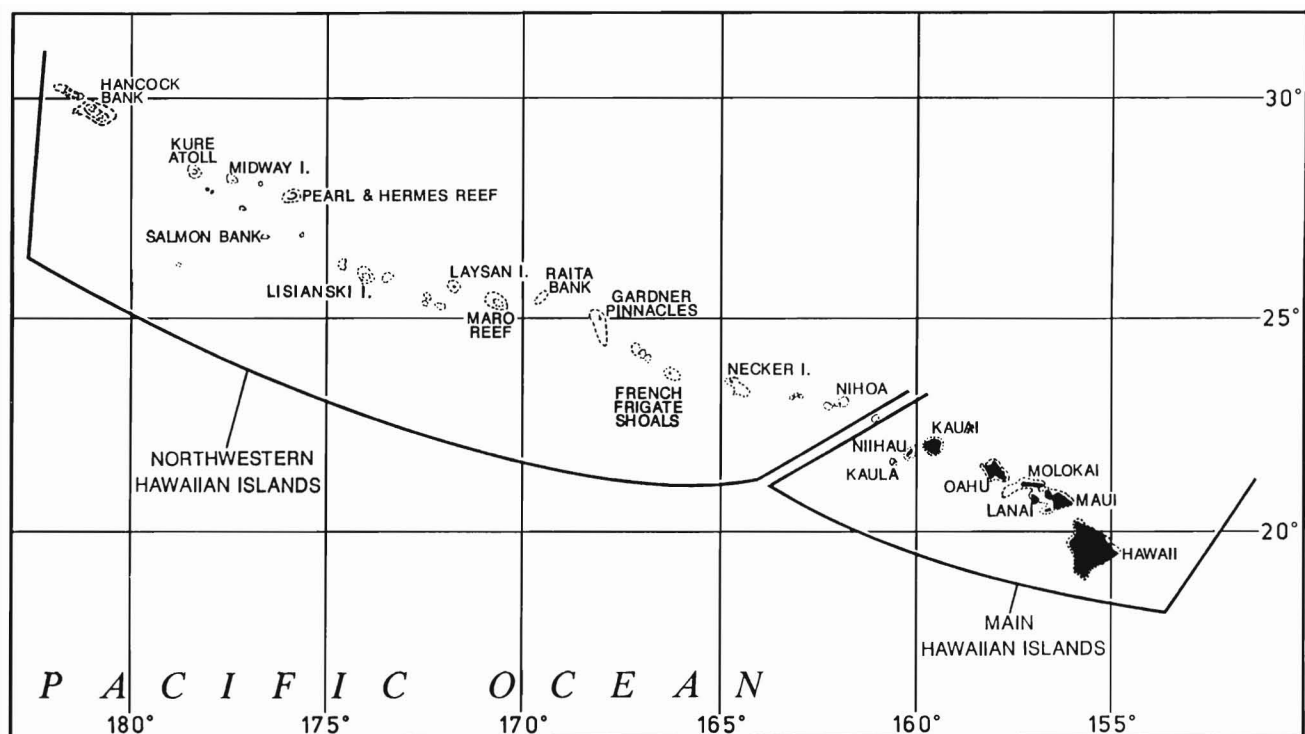 HANCOCK
BANK
30°
KURE
ATOLL
MIDWAY I.
PEARL & HERMES REEF
SALMON BANK
LISIANSKI I.
LAYSAN I.
RAITA
BANK
MARO
REEF
GARDNER
PINNACLES
25°
FRENCH
FRIGATE
SHOALS
NECKER I.
NIHOA
NORTHWESTERN
HAWAIIAN ISLANDS
NIIHAU
KAUAI
KAULA
OAHU
MOLOKAI
LANAI
MAUI
20°
HAWAII
MAIN
HAWAIIAN ISLANDS
PACIFIC OCEAN
180° 175° 170° 165° 160° 155°